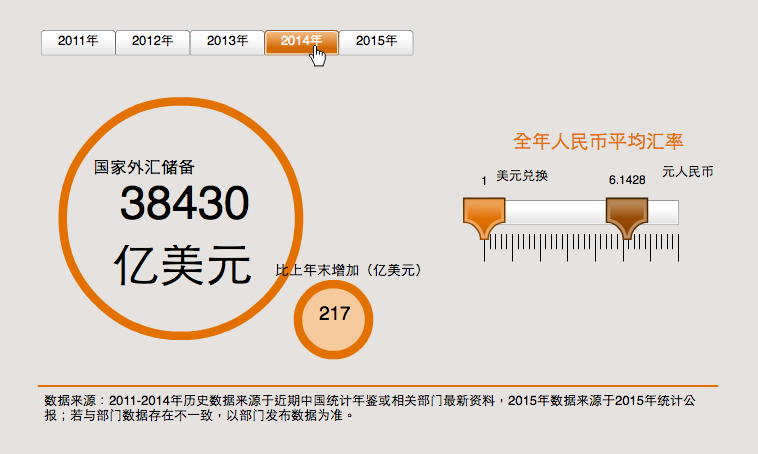 2011年 2012年 2013年 2014年 2015年
全年人民币平均汇率
国家外汇储备
38430
亿美元
1 美元兑换 6.1428 元人民币
比上年末增加（亿美元）
217
数据来源：2011-2014年历史数据来源于近期中国统计年鉴或相关部门最新资料，2015年数据来源于2015年统计公
报；若与部门数据存在不一致，以部门发布数据为准。